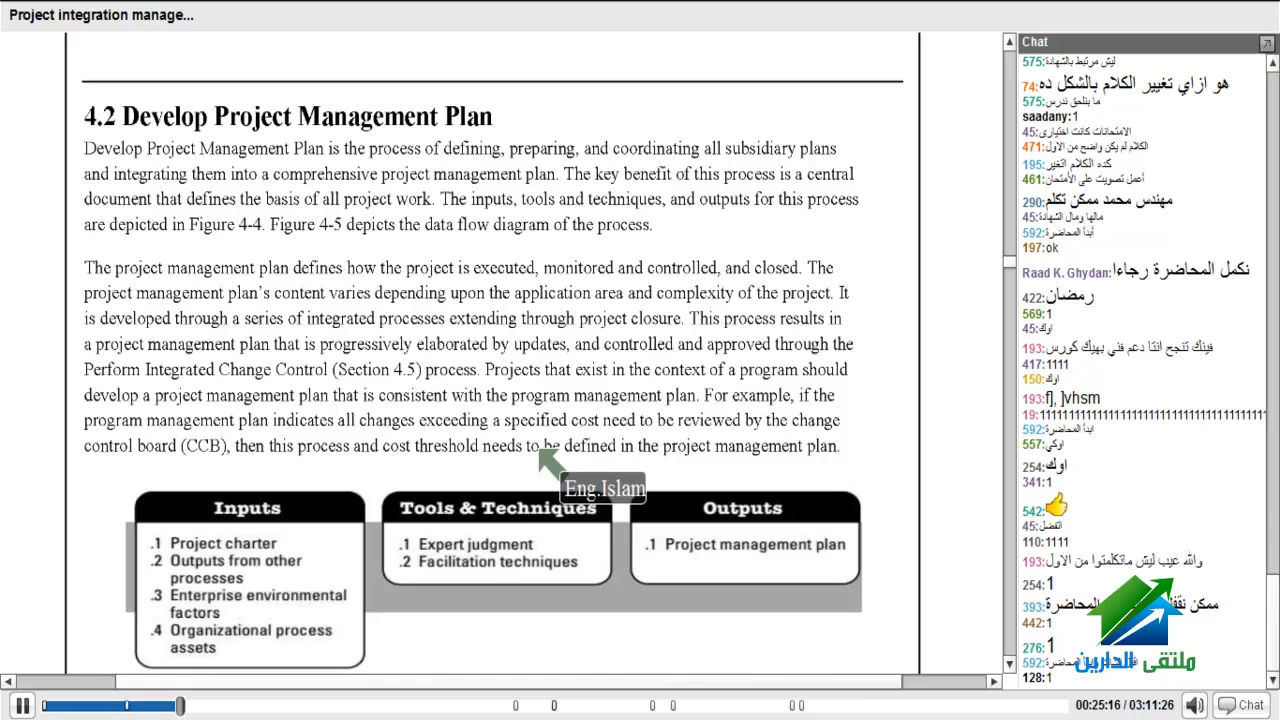 Project integration manage...
4.2 Develop Project Management Plan
Develop Project Management Plan is the process of defining, preparing, and coordinating all subsidiary plans
and integrating them into a comprehensive project management plan. The key benefit of this process is a central
document that defines the basis of all project work. The inputs, tools and techniques, and outputs for this process
are depicted in Figure 4-4. Figure 4-5 depicts the data flow diagram of the process.
The project management plan defines how the project is executed, monitored and controlled, and closed. The
project management plan’s content varies depending upon the application area and complexity of the project. It
is developed through a series of integrated processes extending through project closure. This process results in
a project management plan that is progressively elaborated by updates, and controlled and approved through the
Perform Integrated Change Control (Section 4.5) process. Projects that exist in the context of a program should
develop a project management plan that is consistent with the program management plan. For example, if the
program management plan indicates all changes exceeding a specified cost need to be reviewed by the change
control board (CCB), then this process and cost threshold needs to be defined in the project management plan.
Eng.Islam
Inputs
.1 Project charter
.2 Outputs from other
processes
.3 Enterprise environmental
factors
.4 Organizational process
assets
Tools & Techniques
.1 Expert judgment
.2 Facilitation techniques
Outputs
.1 Project management plan
Chat
575: ليش مرتبط بالشهادة
74: هو ازاي تغيير الكلام بالشكل ده
575: ما بنلحق ندرس
saadany: 1
45: الامتحانات كانت اختيارى
471: الكلام لم يكن واضح من الاول
195: كده الكلام اتغير
461: أعمل تصويت على الأمتحان
290: مهندس محمد ممكن تكلم
45: مالها ومال الشهادة
592: أبدأ المحاضرة
197: ok
Raad K. Ghydan: نكمل المحاضرة رجاءا
422: رمضان
569: 1
45: اوك
193: فينك تنجح انتا دعم فني بهيك كورس
417: 1111
150: اوك
193: f], ]vhsm
592: ابدأ المحاضرة
557: اوكي
254: اوك
341: 1
542:
45: اتفضل
110: 1111
193: والله عيب ليش ماتكلمتوا من الاول
254: 1
393: ممكن المحاضرة
442: 1
276: 1
592:
128: 1
ملتقى الدارين
00:25:16 / 03:11:26
Chat